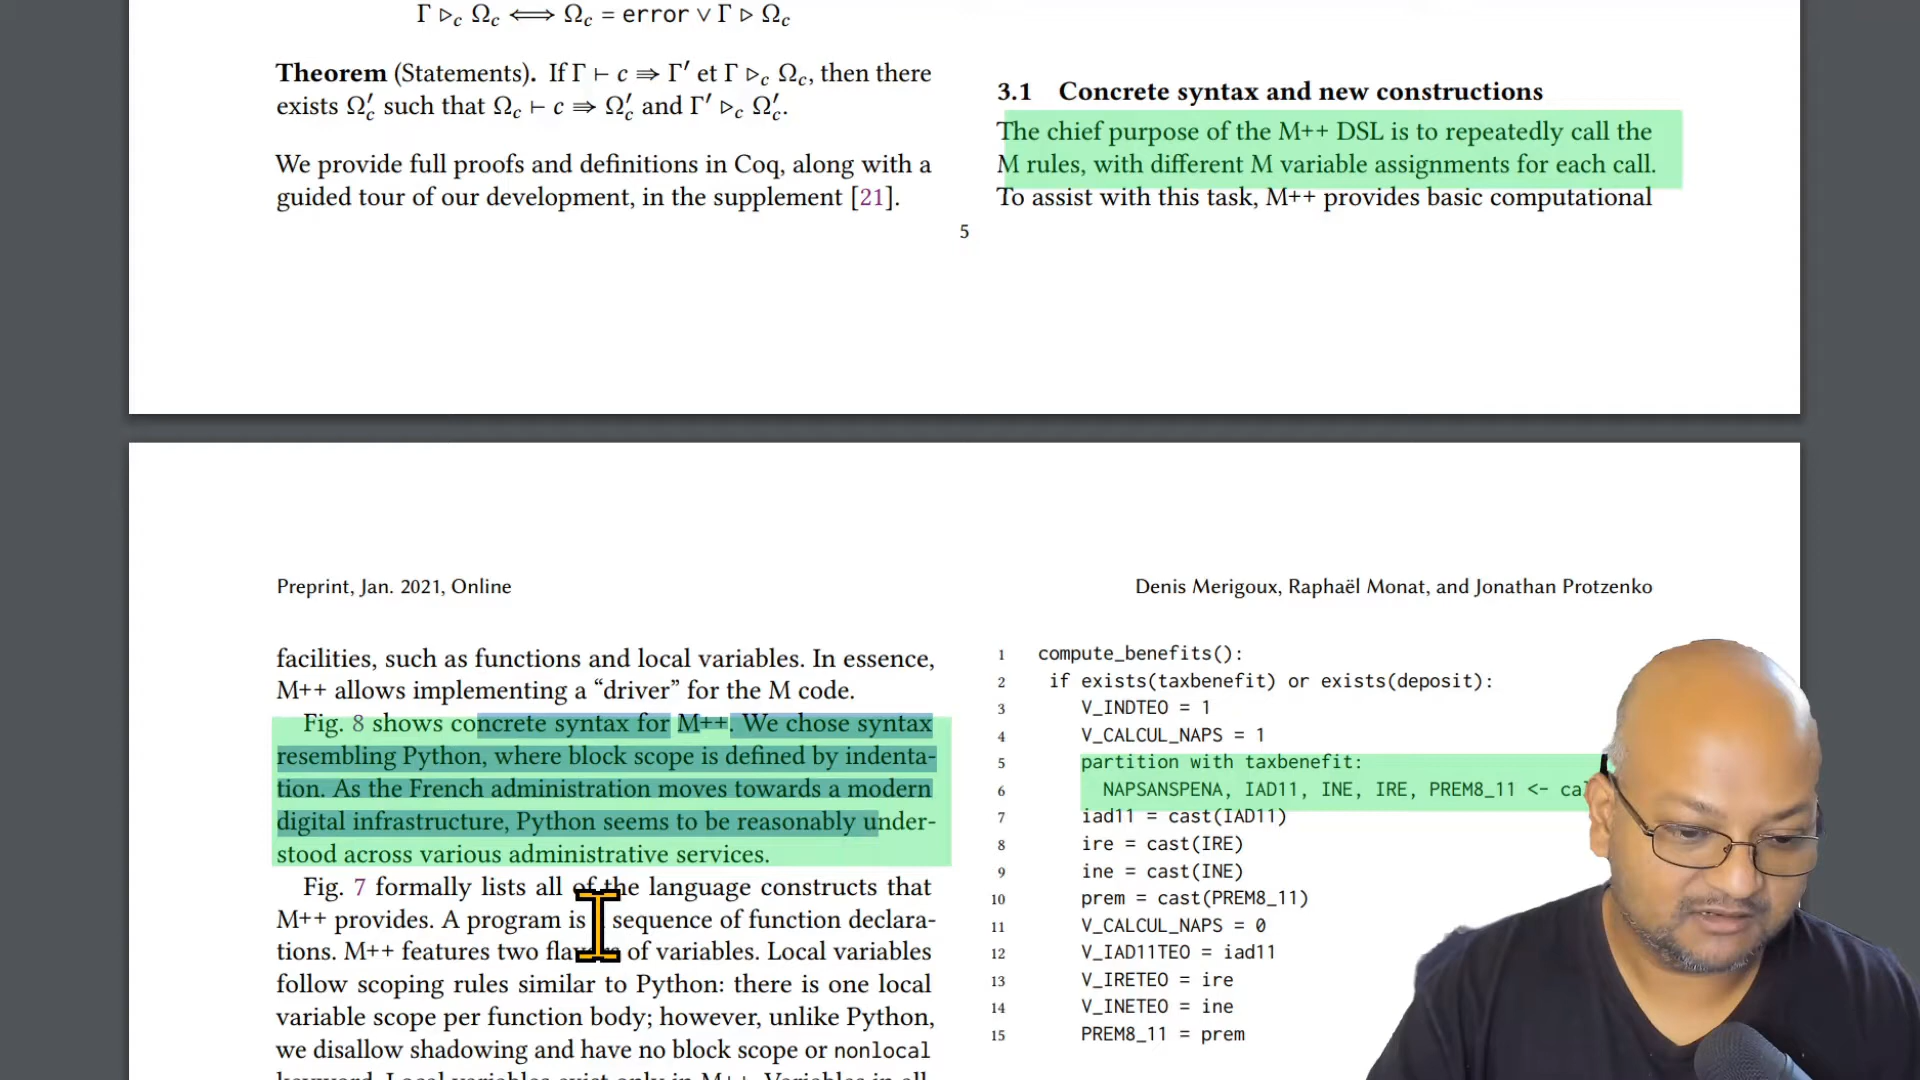 Γ ▷c Ωc ⟺ Ωc = error ∨ Γ ▷ Ωc
Theorem (Statements). If Γ ⊢ c ⇛ Γ′ et Γ ▷c Ωc, then there
exists Ω′c such that Ωc ⊢ c ⇛ Ω′c and Γ′ ▷c Ω′c.
We provide full proofs and definitions in Coq, along with a
guided tour of our development, in the supplement [21].
3.1 Concrete syntax and new constructions
The chief purpose of the M++ DSL is to repeatedly call the
M rules, with different M variable assignments for each call.
To assist with this task, M++ provides basic computational
5
Preprint, Jan. 2021, Online
Denis Merigoux, Raphaël Monat, and Jonathan Protzenko
facilities, such as functions and local variables. In essence,
M++ allows implementing a “driver” for the M code.
Fig. 8 shows concrete syntax for M++. We chose syntax
resembling Python, where block scope is defined by indenta-
tion. As the French administration moves towards a modern
digital infrastructure, Python seems to be reasonably under-
stood across various administrative services.
Fig. 7 formally lists all of the language constructs that
M++ provides. A program is sequence of function declara-
tions. M++ features two of variables. Local variables
follow scoping rules similar to Python: there is one local
variable scope per function body; however, unlike Python,
we disallow shadowing and have no block scope or nonlocal
keyword. Local variables exist only in M++. Variables in all-
1 compute_benefits():
2 if exists(taxbenefit) or exists(deposit):
3 V_INDTEO = 1
4 V_CALCUL_NAPS = 1
5 partition with taxbenefit:
6 NAPSANSPENA, IAD11, INE, IRE, PREM8_11 <-
7 iad11 = cast(IAD11)
8 ire = cast(IRE)
9 ine = cast(INE)
10 prem = cast(PREM8_11)
11 V_CALCUL_NAPS = 0
12 V_IAD11TEO = iad11
13 V_IRETEO = ire
14 V_INETEO = ine
15 PREM8_11 = prem